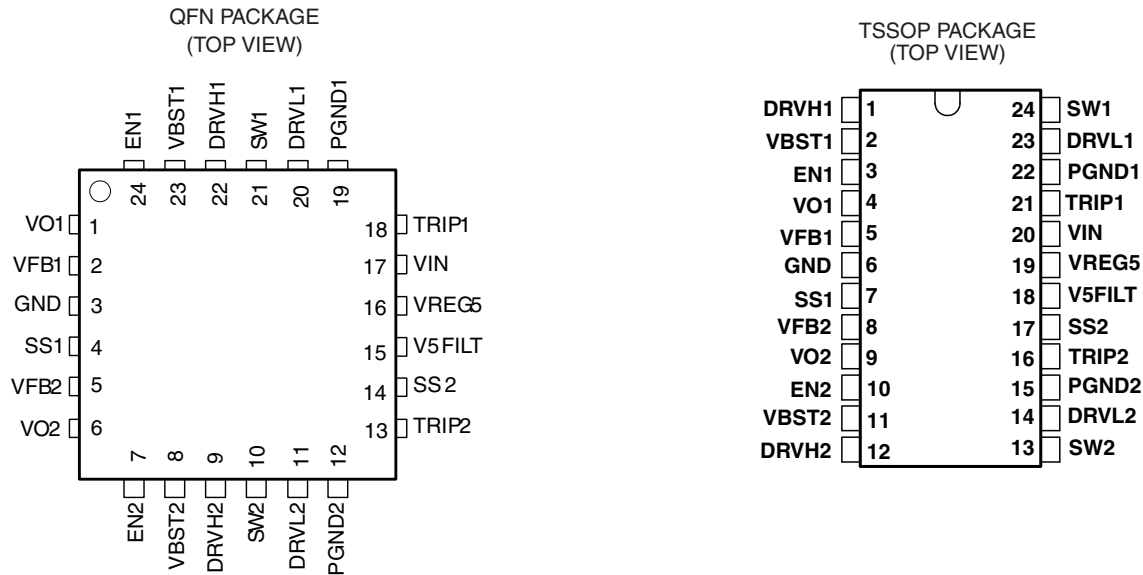 QFN PACKAGE
(TOP VIEW)
EN1
VBST1
DRVH1
SW1
DRVL1
PGND1
24
23
22
21
20
19
VO1 1
VFB1 2
GND 3
SS1 4
VFB2 5
VO2 6
18 TRIP1
17 VIN
16 VREG5
15 V5FILT
14 SS2
13 TRIP2
7
8
9
10
11
12
EN2
VBST2
DRVH2
SW2
DRVL2
PGND2
TSSOP PACKAGE
(TOP VIEW)
DRVH1 1 24 SW1
VBST1 2 23 DRVL1
EN1 3 22 PGND1
VO1 4 21 TRIP1
VFB1 5 20 VIN
GND 6 19 VREG5
SS1 7 18 V5FILT
VFB2 8 17 SS2
VO2 9 16 TRIP2
EN2 10 15 PGND2
VBST2 11 14 DRVL2
DRVH2 12 13 SW2